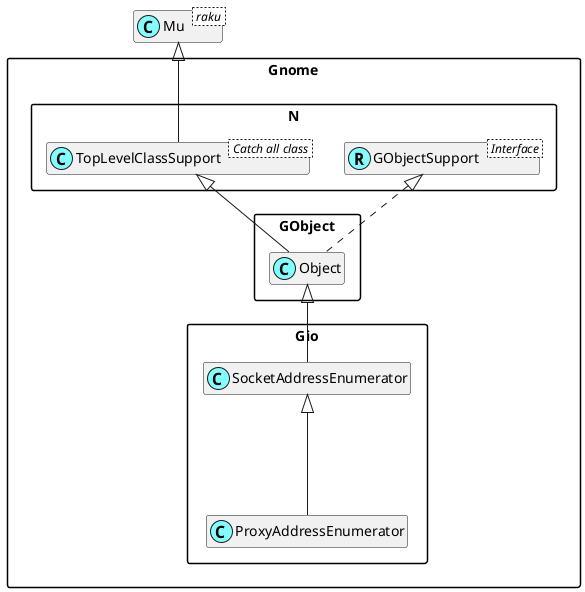 C Mu raku
Gnome
N
C TopLevelClassSupport Catch all class
R GObjectSupport Interface
GObject
C Object
Gio
C SocketAddressEnumerator
C ProxyAddressEnumerator